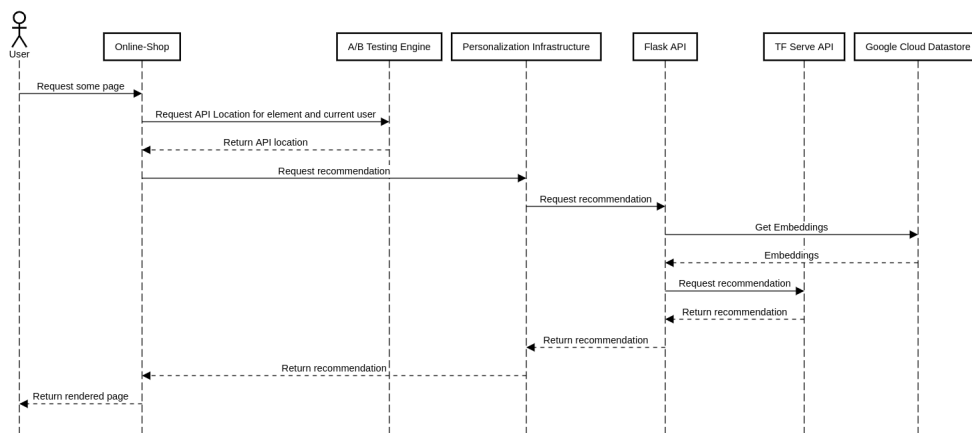 User
Online-Shop
A/B Testing Engine
Personalization Infrastructure
Flask API
TF Serve API
Google Cloud Datastore
Request some page
Request API Location for element and current user
Return API location
Request recommendation
Request recommendation
Get Embeddings
Embeddings
Request recommendation
Return recommendation
Return recommendation
Return recommendation
Return rendered page